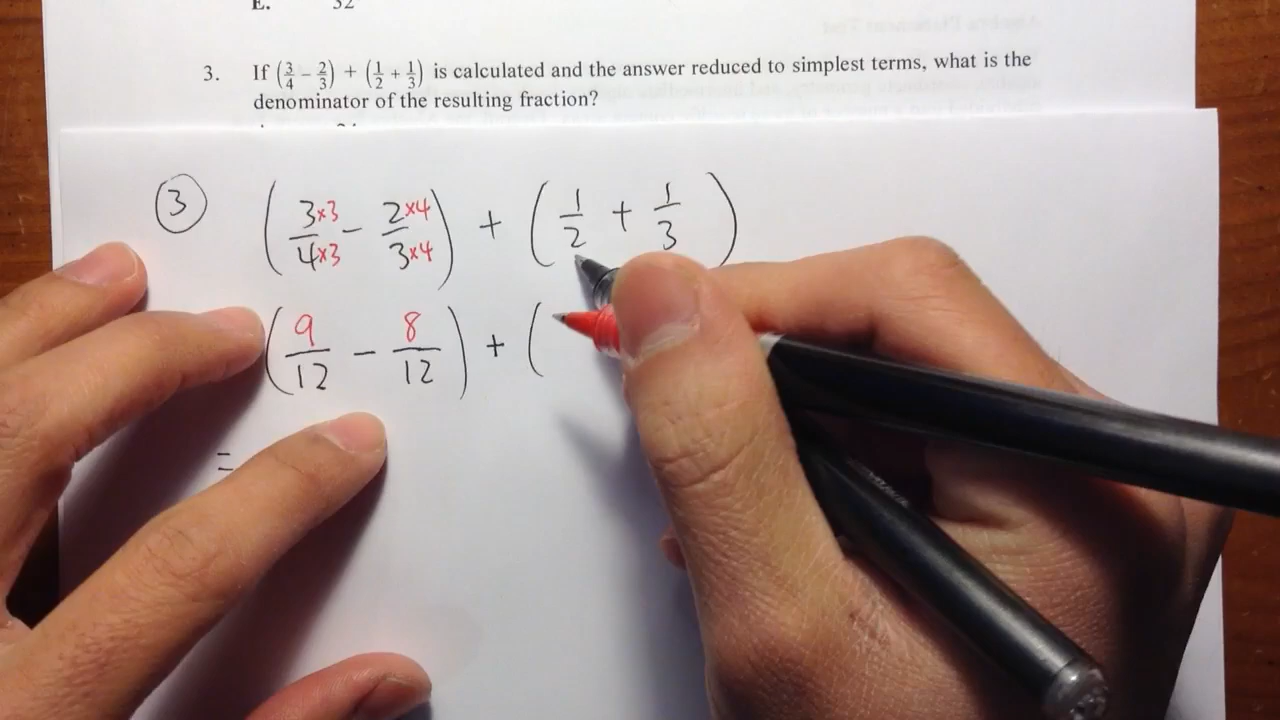 E. 32
3. If (3/4 − 2/3) + (1/2 + 1/3) is calculated and the answer reduced to simplest terms, what is the
denominator of the resulting fraction?
③ (3×3/4×3 − 2×4/3×4) + (1/2 + 1/3)
(9/12 − 8/12) + (
=